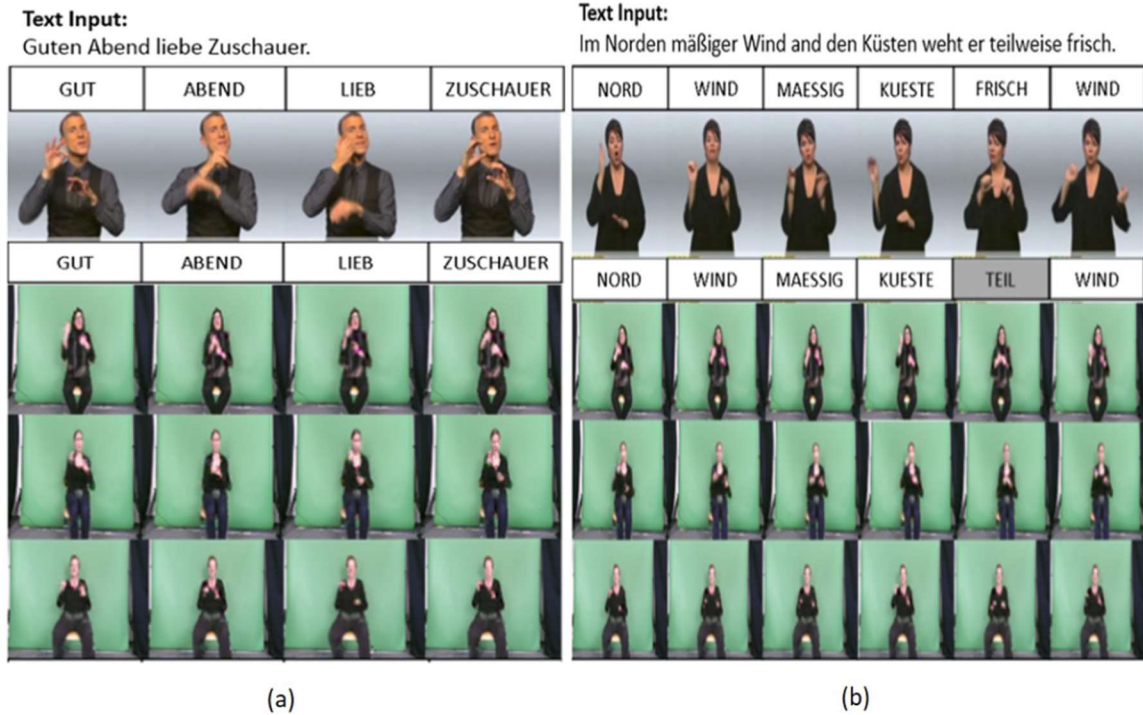 Text Input:
Guten Abend liebe Zuschauer.
GUT ABEND LIEB ZUSCHAUER
GUT ABEND LIEB ZUSCHAUER
(a)
Text Input:
Im Norden mäßiger Wind and den Küsten weht er teilweise frisch.
NORD WIND MAESSIG KUESTE FRISCH WIND
NORD WIND MAESSIG KUESTE TEIL WIND
(b)